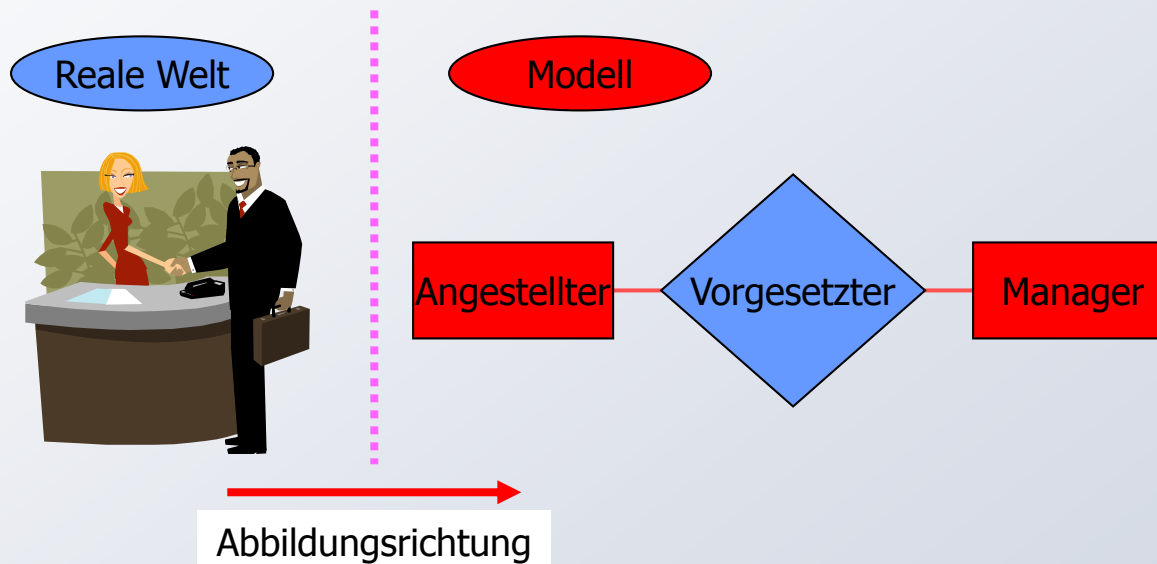 Reale Welt
Modell
Angestellter
Vorgesetzter
Manager
Abbildungsrichtung